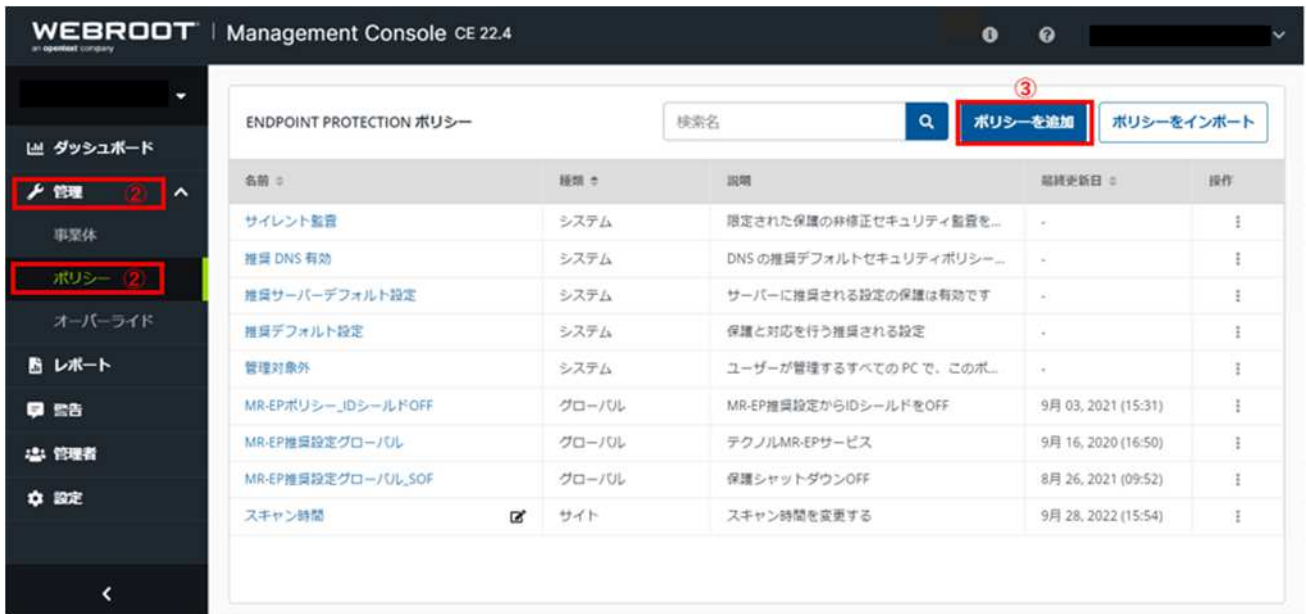 WEBROOT
an opentext company
Management Console CE 22.4
ダッシュボード
管理 ②
事業体
ポリシー ②
オーバーライド
レポート
警告
管理者
設定
③
ENDPOINT PROTECTION ポリシー
検索名
ポリシーを追加
ポリシーをインポート
名前 種類 説明 最終更新日 操作
サイレント監査 システム 限定された保護の非修正セキュリティ監査を... -
推奨 DNS 有効 システム DNS の推奨デフォルトセキュリティポリシー... -
推奨サーバーデフォルト設定 システム サーバーに推奨される設定の保護は有効です -
推奨デフォルト設定 システム 保護と対応を行う推奨される設定 -
管理対象外 システム ユーザーが管理するすべての PC で、このポ... -
MR-EPポリシー_IDシールドOFF グローバル MR-EP推奨設定からIDシールドをOFF 9月 03, 2021 (15:31)
MR-EP推奨設定グローバル グローバル テクノルMR-EPサービス 9月 16, 2020 (16:50)
MR-EP推奨設定グローバル_SOF グローバル 保護シャットダウンOFF 8月 26, 2021 (09:52)
スキャン時間 サイト スキャン時間を変更する 9月 28, 2022 (15:54)